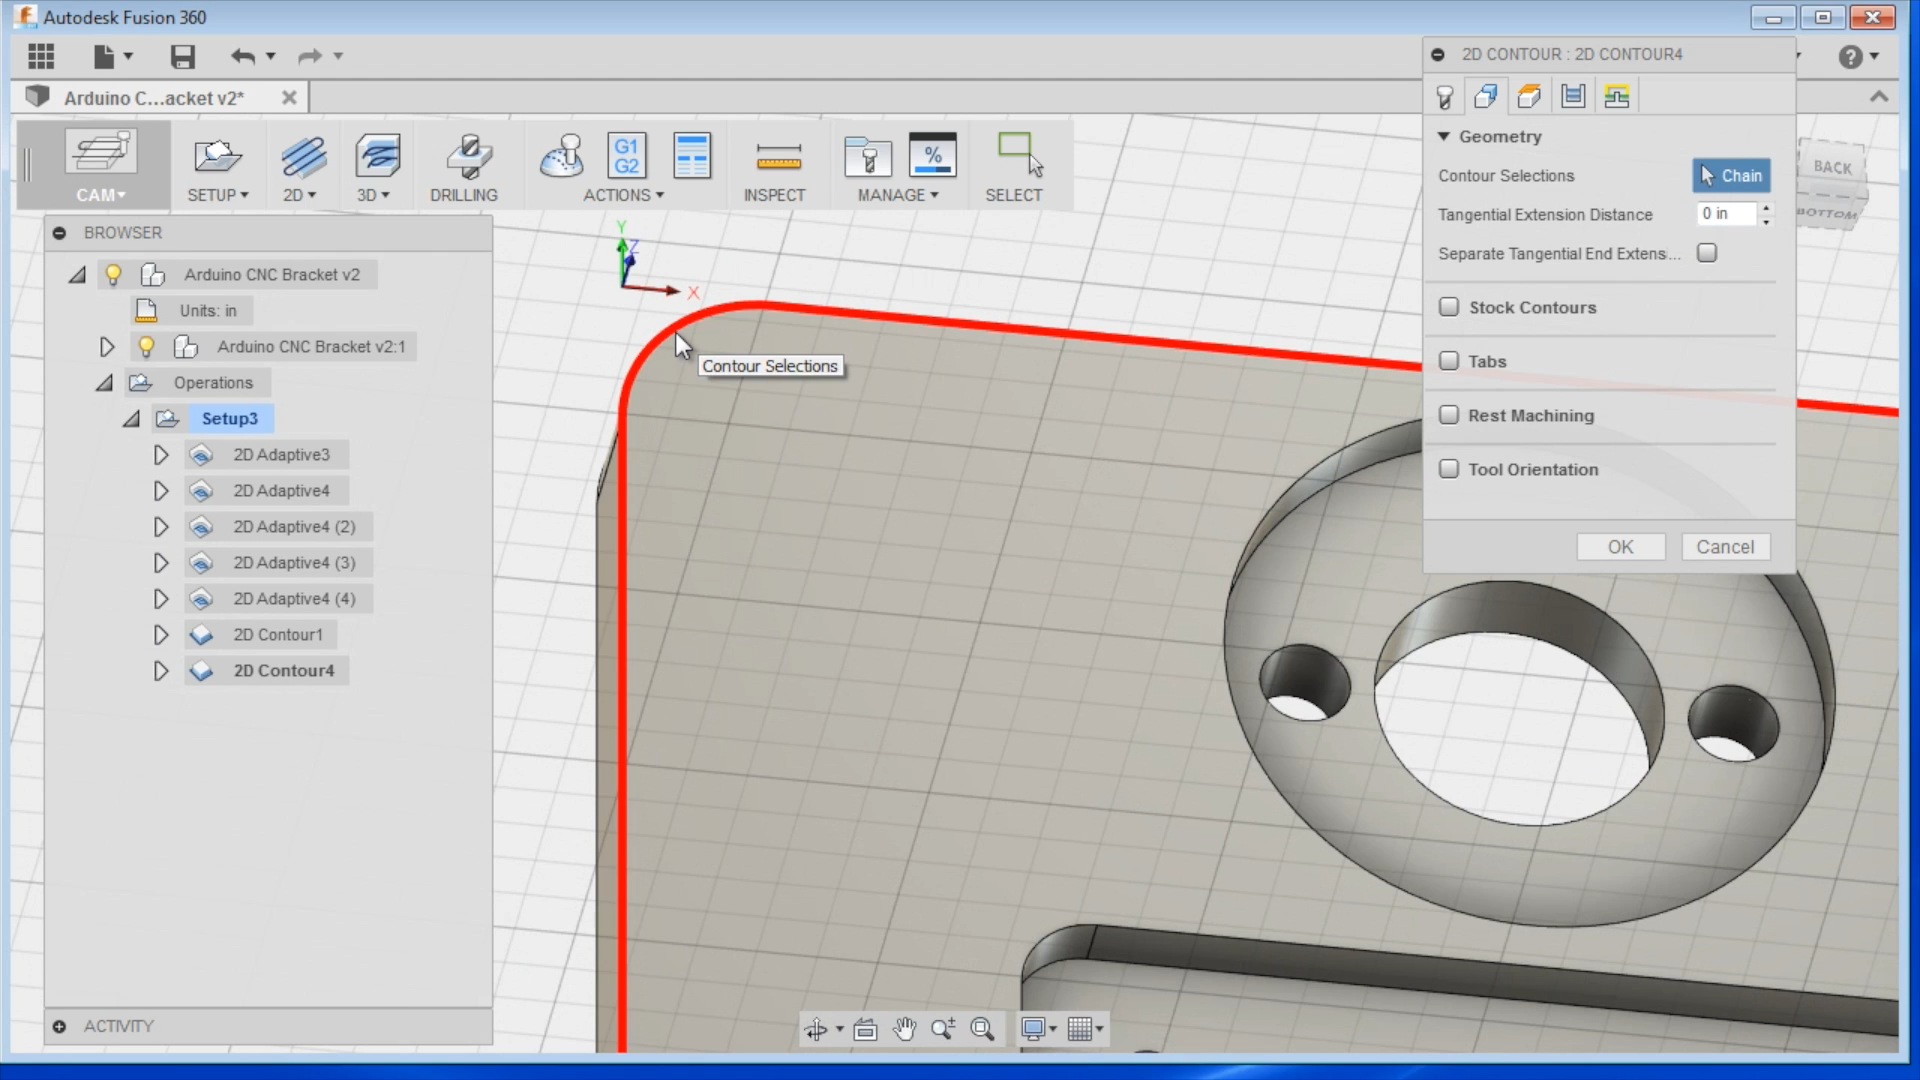 Autodesk Fusion 360
Arduino C...acket v2*
CAM
SETUP
2D
3D
DRILLING
G1
G2
ACTIONS
INSPECT
%
MANAGE
SELECT
BROWSER
Arduino CNC Bracket v2
Units: in
Arduino CNC Bracket v2:1
Operations
Setup3
2D Adaptive3
2D Adaptive4
2D Adaptive4 (2)
2D Adaptive4 (3)
2D Adaptive4 (4)
2D Contour1
2D Contour4
ACTIVITY
Y
Z
X
Contour Selections
2D CONTOUR : 2D CONTOUR4
Geometry
Contour Selections
Chain
Tangential Extension Distance
0 in
Separate Tangential End Extens...
Stock Contours
Tabs
Rest Machining
Tool Orientation
OK
Cancel
?
BACK
BOTTOM